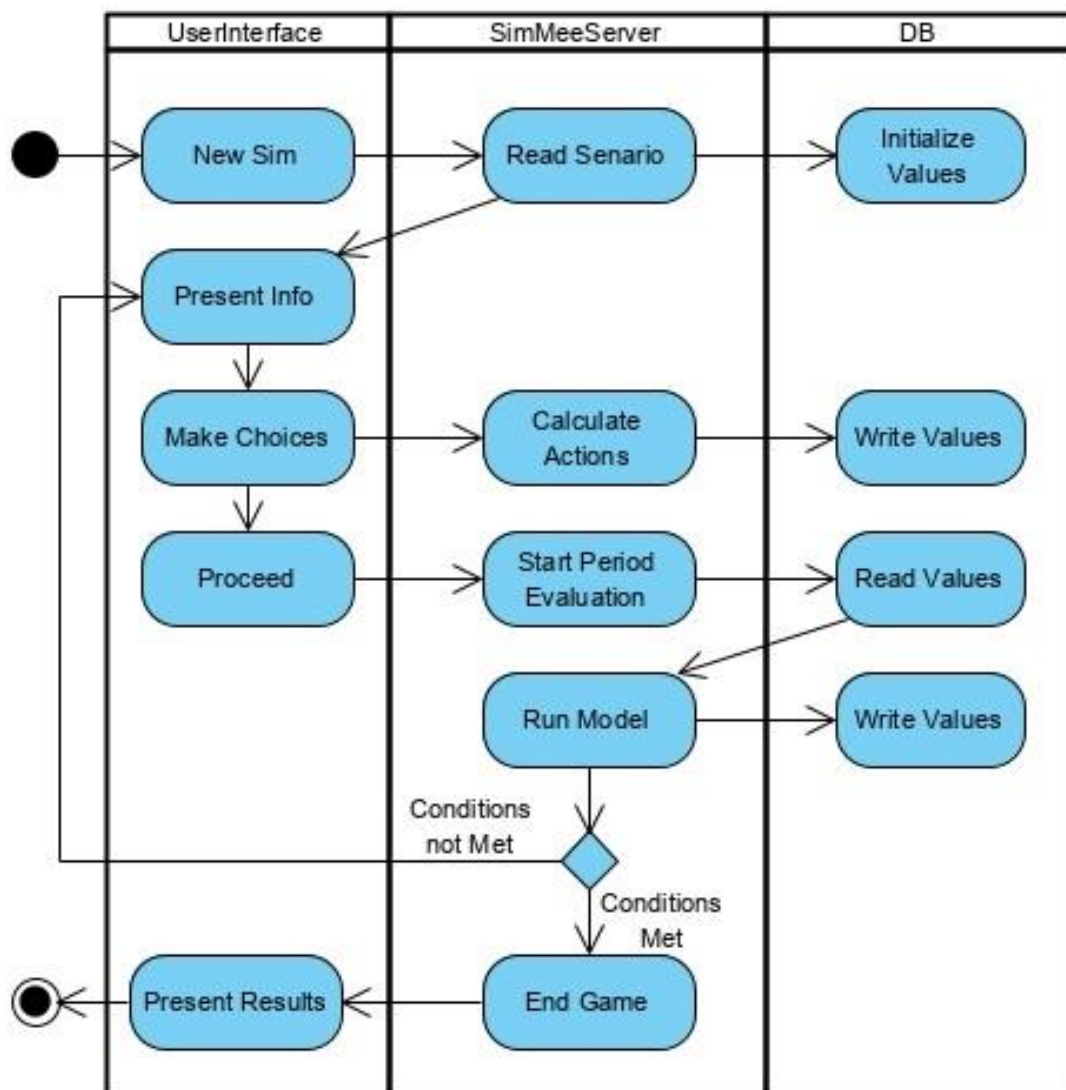 UserInterface
SimMeeServer
DB
New Sim
Read Senario
Initialize
Values
Present Info
Make Choices
Calculate
Actions
Write Values
Proceed
Start Period
Evaluation
Read Values
Run Model
Write Values
Conditions
not Met
Conditions
Met
Present Results
End Game